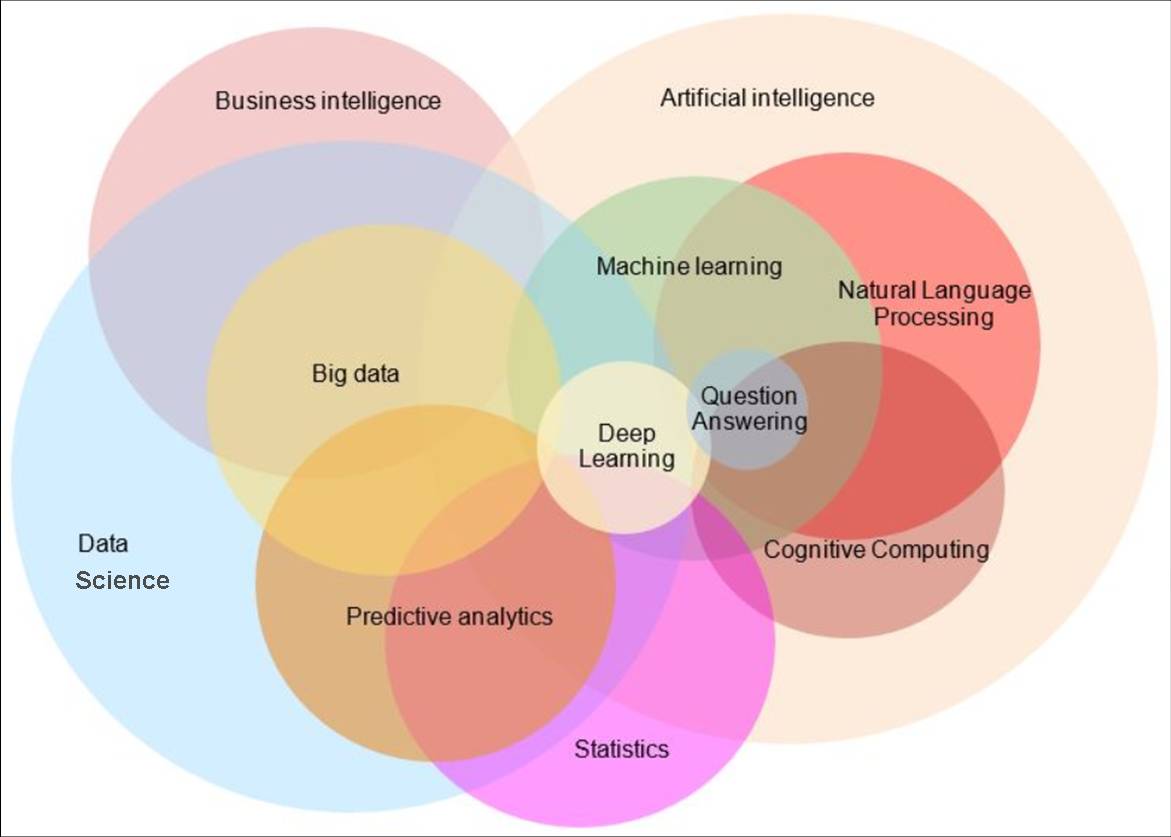 Business intelligence
Artificial intelligence
Machine learning
Natural Language
Processing
Big data
Question
Answering
Deep
Learning
Data
Science
Cognitive Computing
Predictive analytics
Statistics